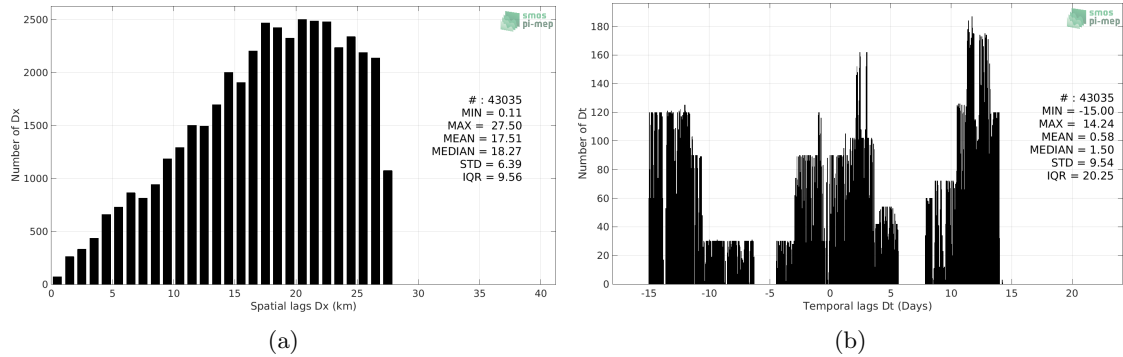 smos
pi-mep
2500
2000
1500
1000
500
0
Number of Dx
# : 43035
MIN = 0.11
MAX = 27.50
MEAN = 17.51
MEDIAN = 18.27
STD = 6.39
IQR = 9.56
0 5 10 15 20 25 30 35 40
Spatial lags Dx (km)
(a)
smos
pi-mep
180
160
140
120
100
80
60
40
20
0
Number of Dt
# : 43035
MIN = -15.00
MAX = 14.24
MEAN = 0.58
MEDIAN = 1.50
STD = 9.54
IQR = 20.25
-15 -10 -5 0 5 10 15 20
Temporal lags Dt (Days)
(b)